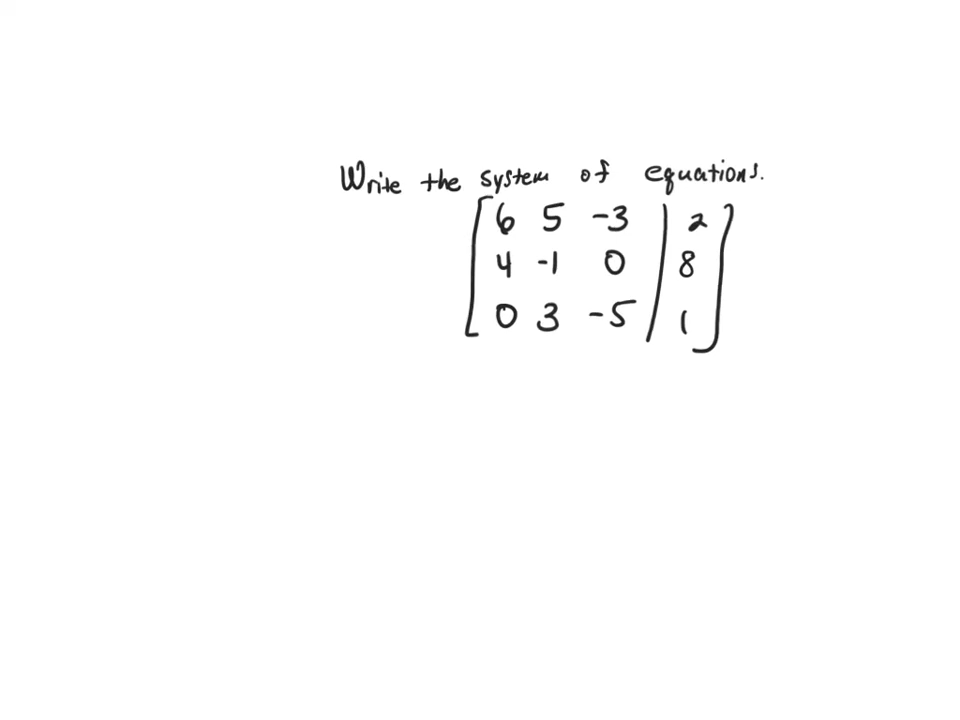 Write the system of equations.
[ 6 5 -3 | 2 ]
4 -1 0 | 8
0 3 -5 | 1